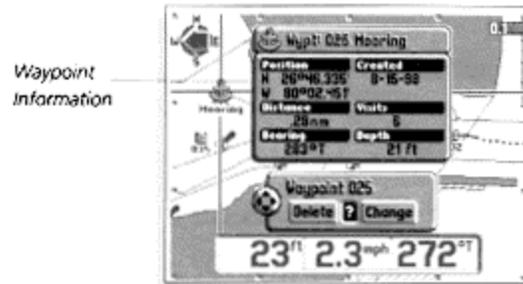 Waypoint
Information
N
E
Wypt: 025 Mooring
Position Created
N 26°46.335' 8-15-98
W 80°02.451'
Distance Visits
.28nm 6
Bearing Depth
283°T 21 ft
Mooring
Waypoint 025
Delete ? Change
23ft 2.3mph 272°T